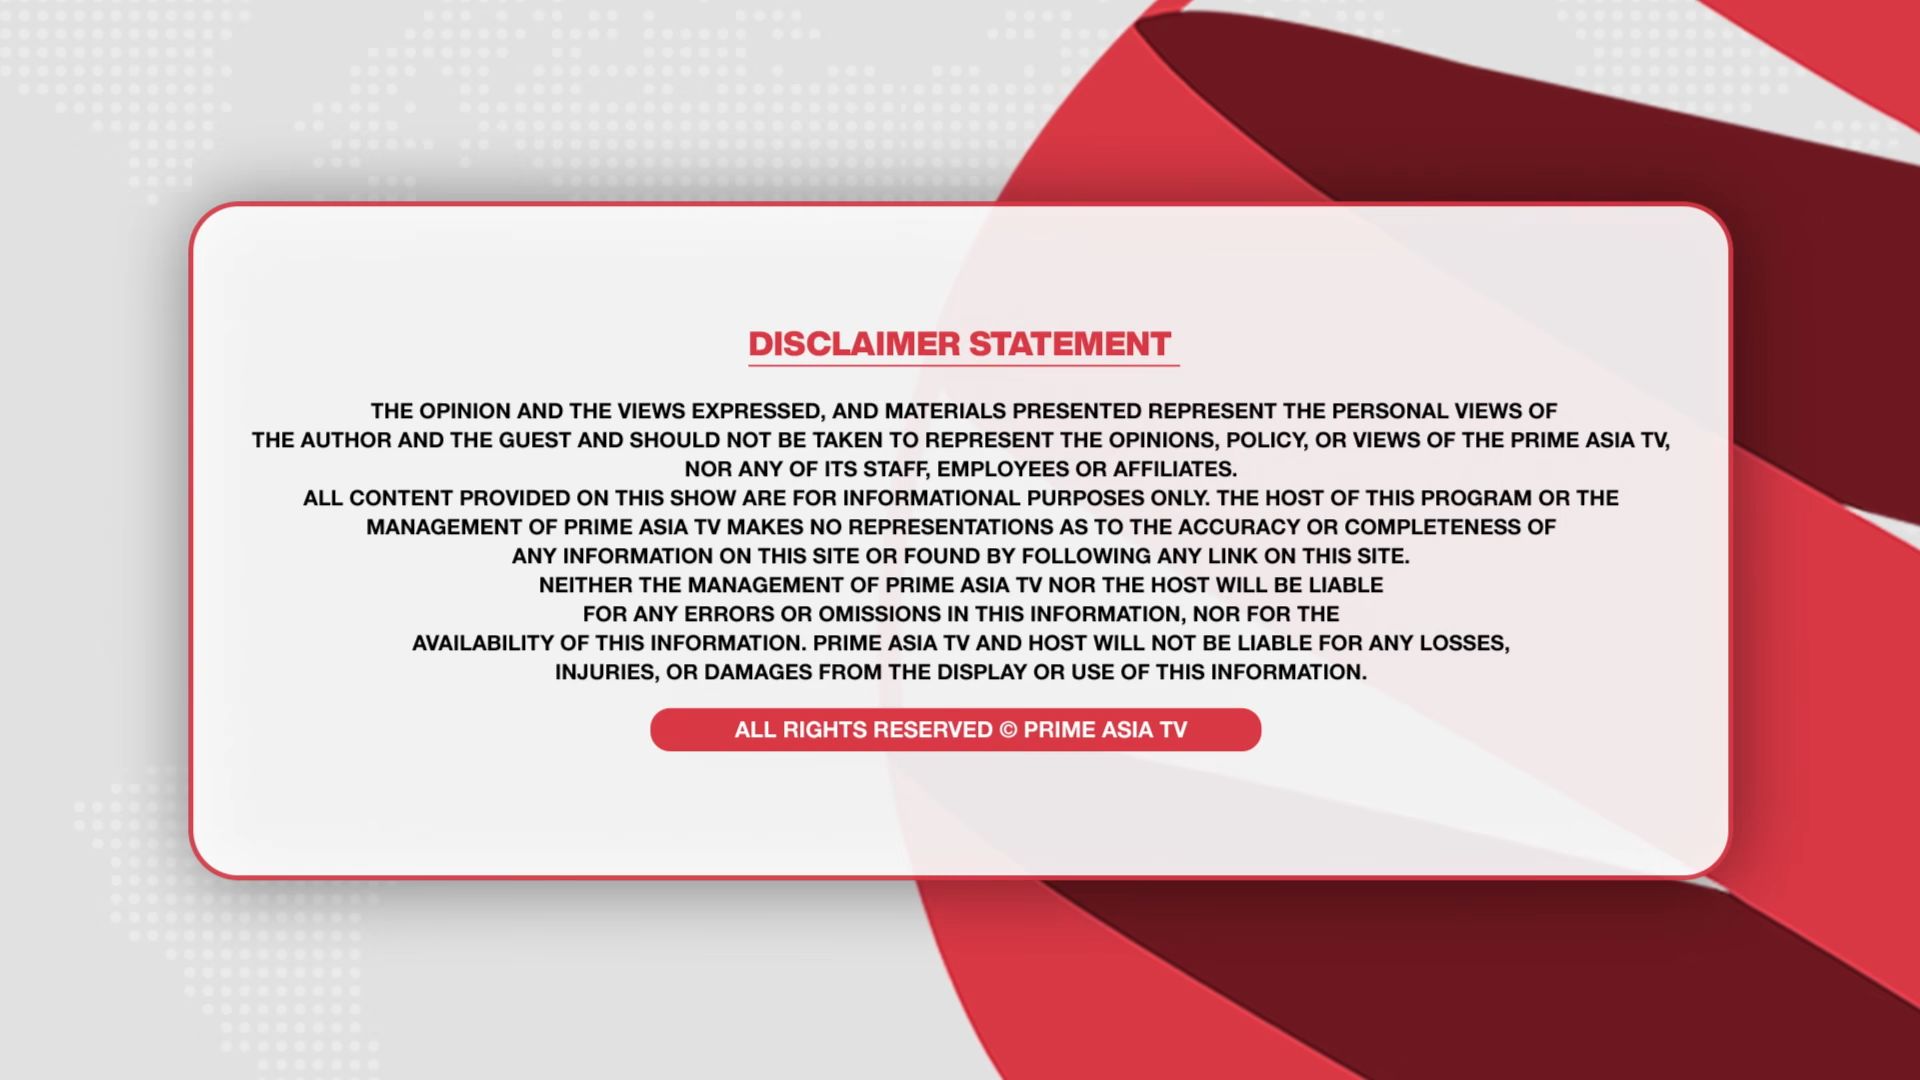 DISCLAIMER STATEMENT
THE OPINION AND THE VIEWS EXPRESSED, AND MATERIALS PRESENTED REPRESENT THE PERSONAL VIEWS OF
THE AUTHOR AND THE GUEST AND SHOULD NOT BE TAKEN TO REPRESENT THE OPINIONS, POLICY, OR VIEWS OF THE PRIME ASIA TV,
NOR ANY OF ITS STAFF, EMPLOYEES OR AFFILIATES.
ALL CONTENT PROVIDED ON THIS SHOW ARE FOR INFORMATIONAL PURPOSES ONLY. THE HOST OF THIS PROGRAM OR THE
MANAGEMENT OF PRIME ASIA TV MAKES NO REPRESENTATIONS AS TO THE ACCURACY OR COMPLETENESS OF
ANY INFORMATION ON THIS SITE OR FOUND BY FOLLOWING ANY LINK ON THIS SITE.
NEITHER THE MANAGEMENT OF PRIME ASIA TV NOR THE HOST WILL BE LIABLE
FOR ANY ERRORS OR OMISSIONS IN THIS INFORMATION, NOR FOR THE
AVAILABILITY OF THIS INFORMATION. PRIME ASIA TV AND HOST WILL NOT BE LIABLE FOR ANY LOSSES,
INJURIES, OR DAMAGES FROM THE DISPLAY OR USE OF THIS INFORMATION.
ALL RIGHTS RESERVED © PRIME ASIA TV